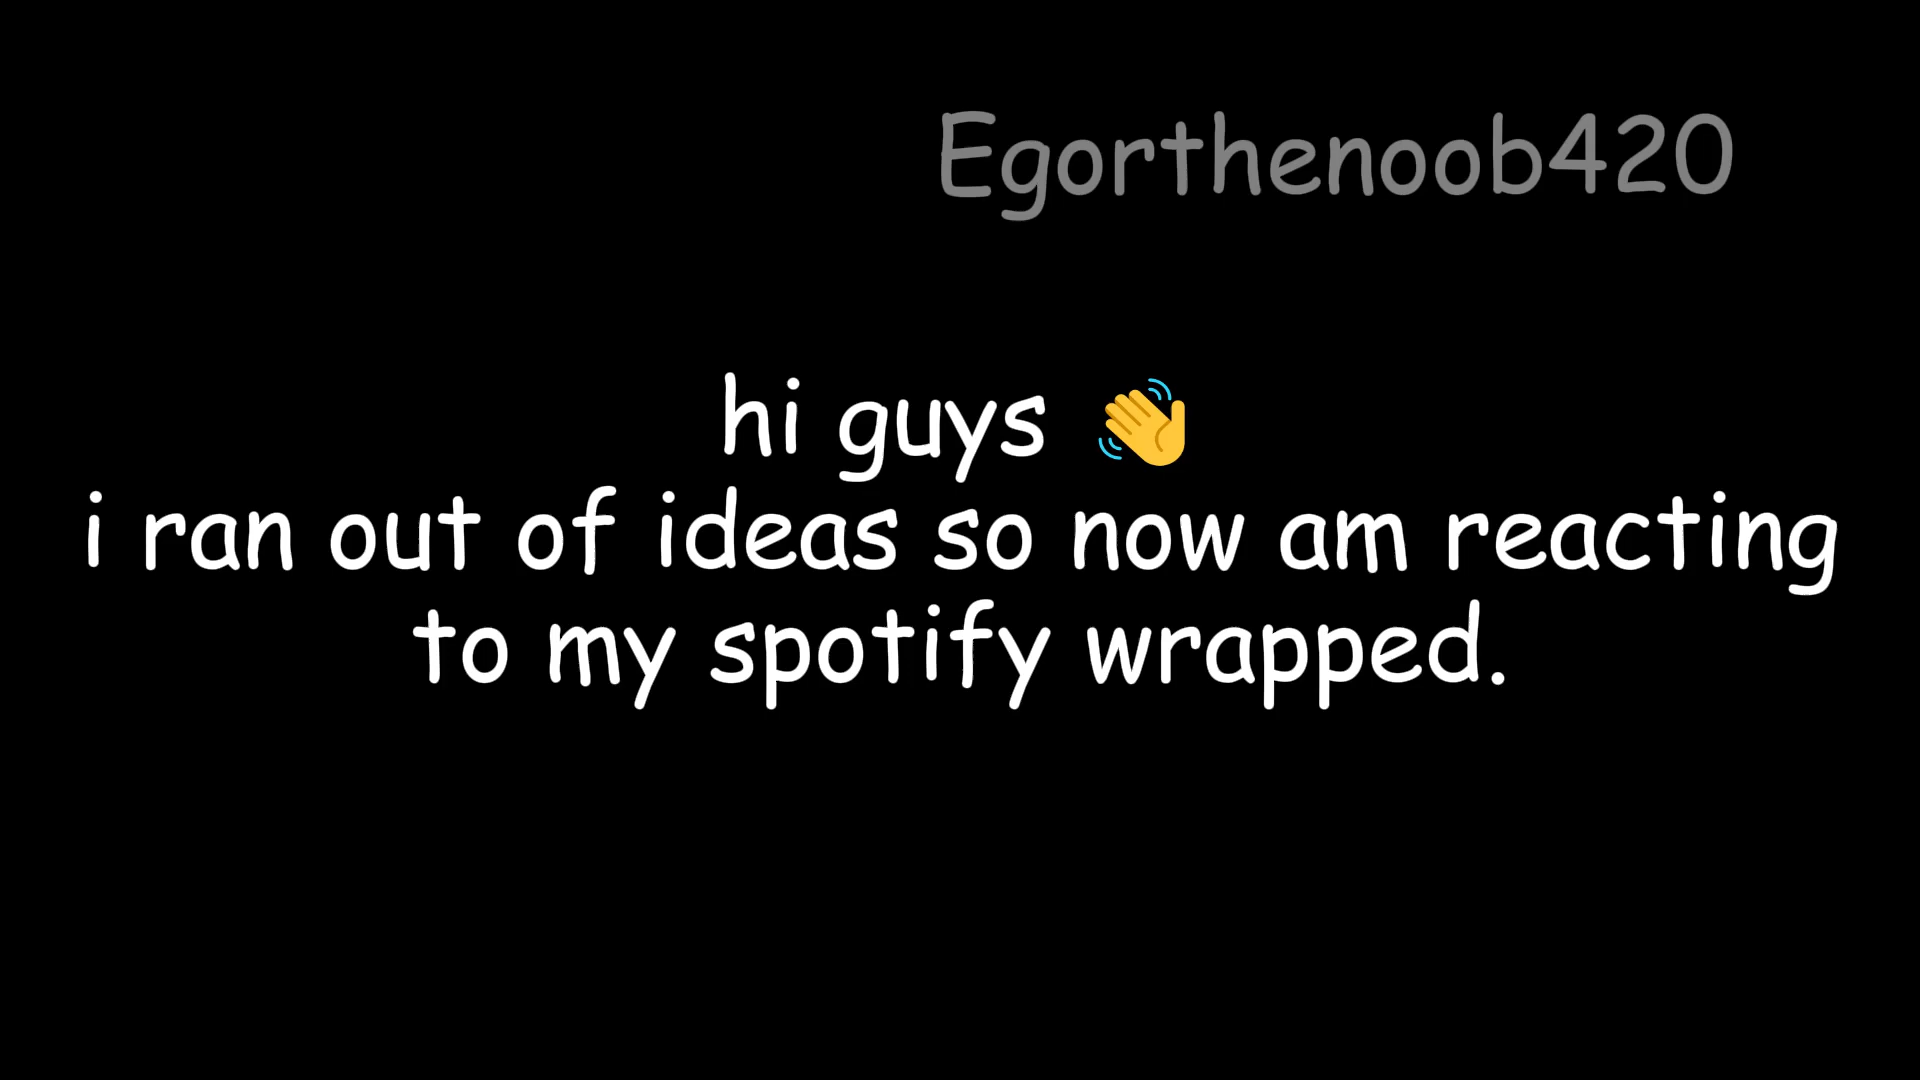 Egorthenoob420
hi guys 👋
i ran out of ideas so now am reacting
to my spotify wrapped.